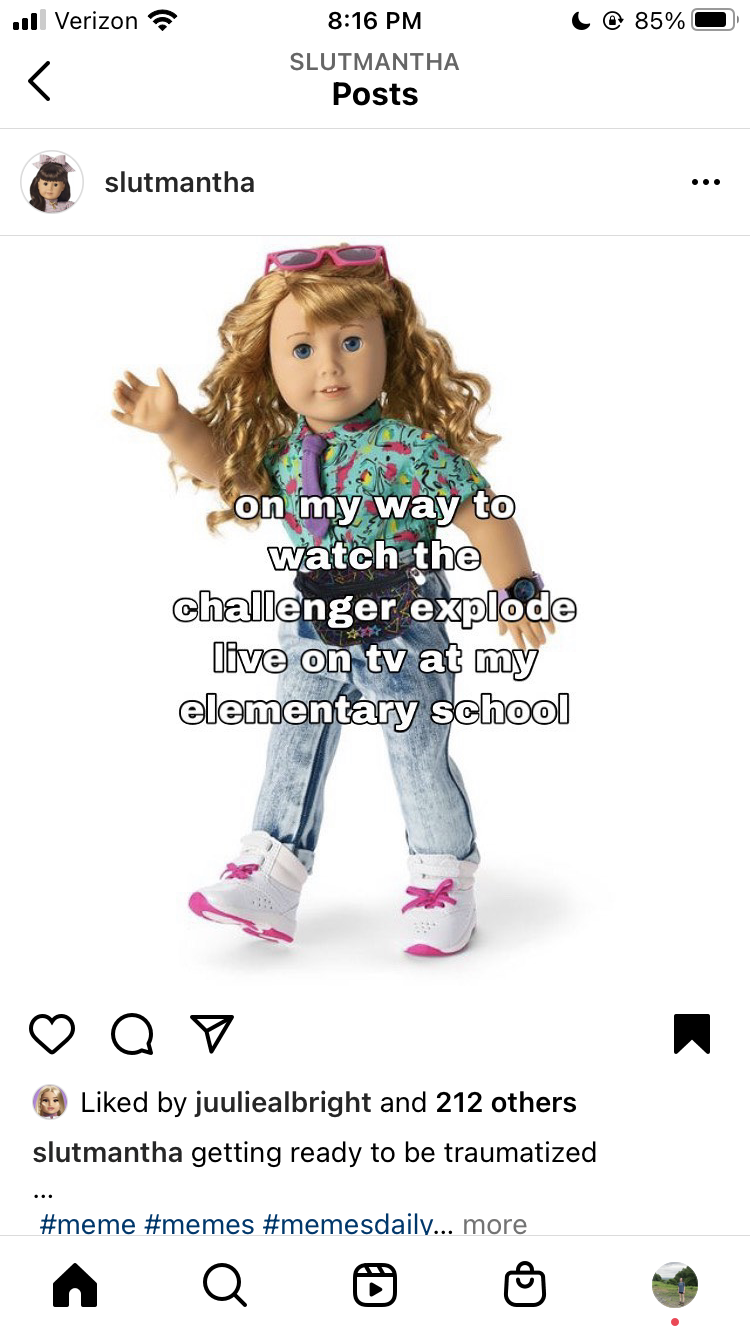 Verizon 8:16 PM 85%
SLUTMANTHA
Posts
slutmantha
on my way to
watch the
challenger explode
live on tv at my
elementary school
Liked by juuliealbright and 212 others
slutmantha getting ready to be traumatized
...
#meme #memes #memesdaily... more